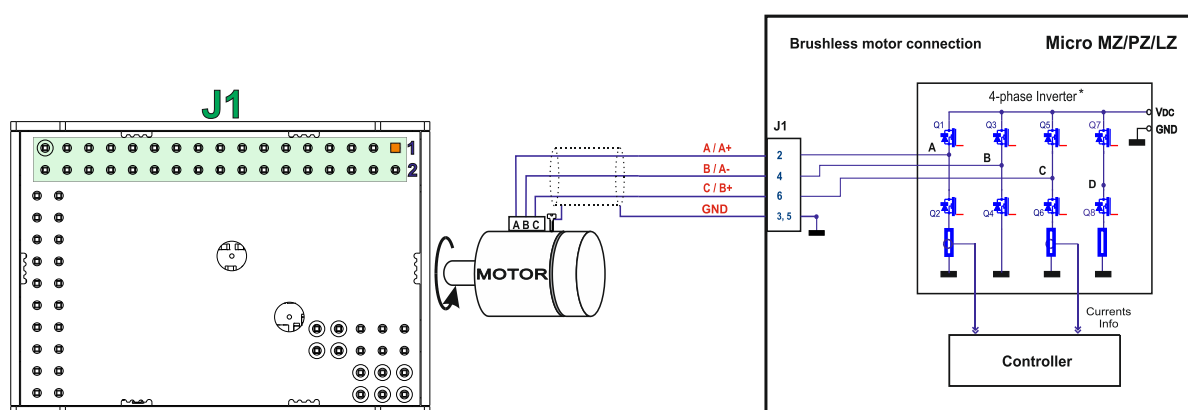 J1
1
2
A / A+
B / A-
C / B+
GND
A B C
MOTOR
Brushless motor connection
Micro MZ/PZ/LZ
J1
2
4
6
3, 5
4-phase Inverter *
VDC
GND
Q1
Q3
Q5
Q7
A
B
C
D
Q2
Q4
Q6
Q8
Currents
Info
Controller